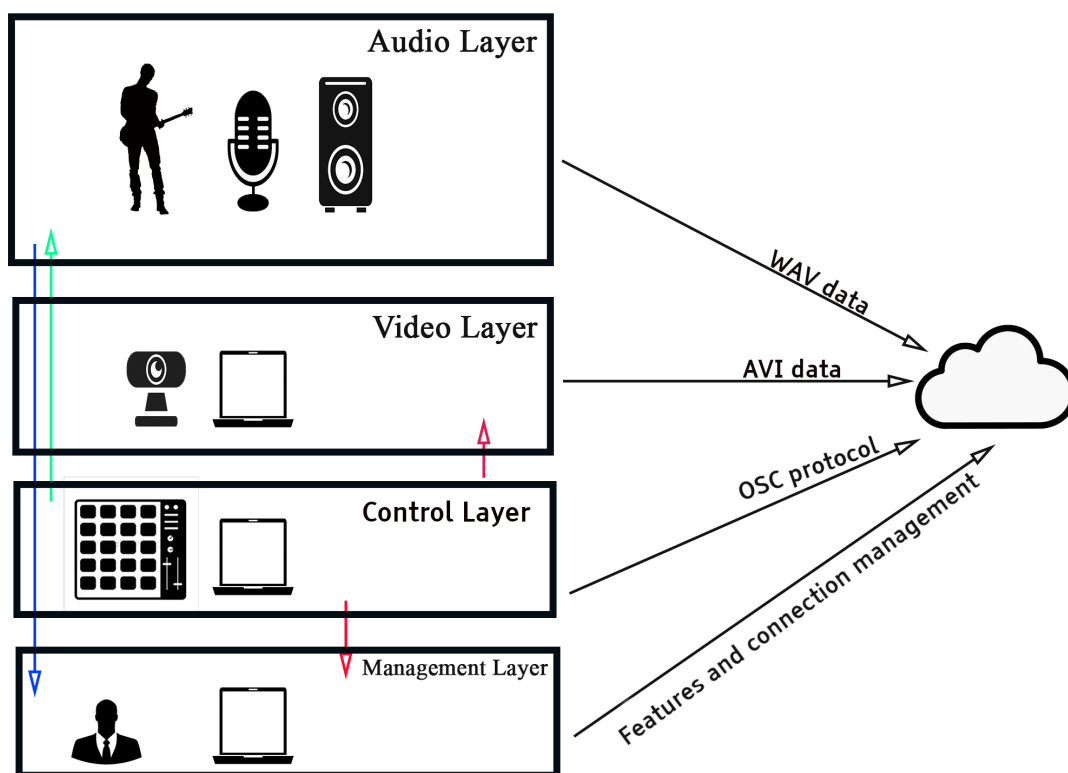 Audio Layer
WAV data
Video Layer
AVI data
Control Layer
OSC protocol
Management Layer
Features and connection management